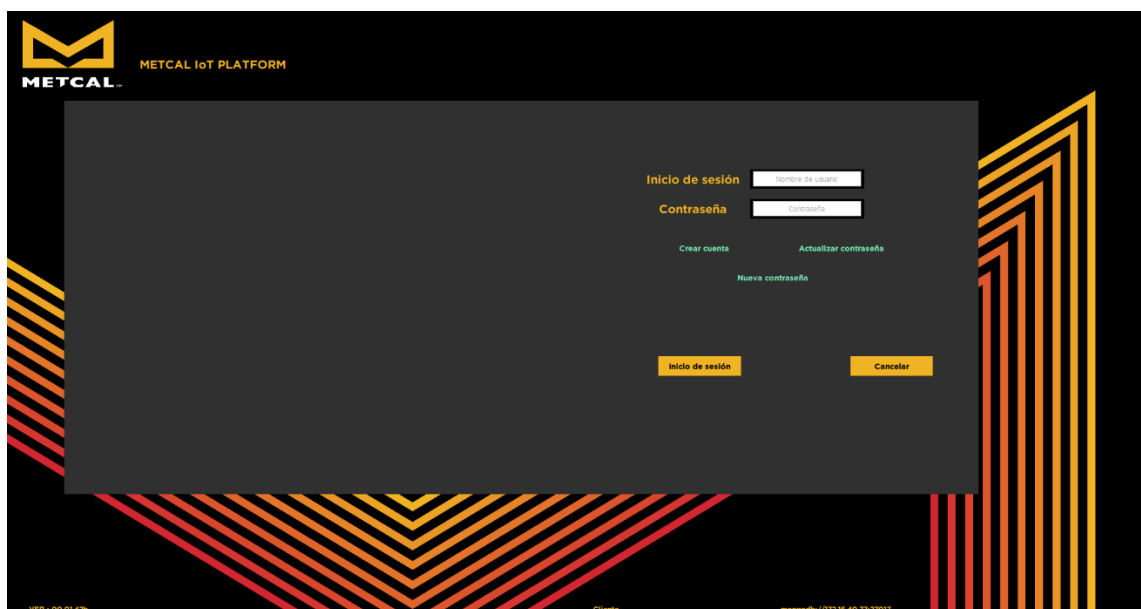 METCAL IoT PLATFORM
METCAL
Inicio de sesión
Nombre de usuario
Contraseña
Contraseña
Crear cuenta
Actualizar contraseña
Nueva contraseña
Inicio de sesión
Cancelar
Cliente